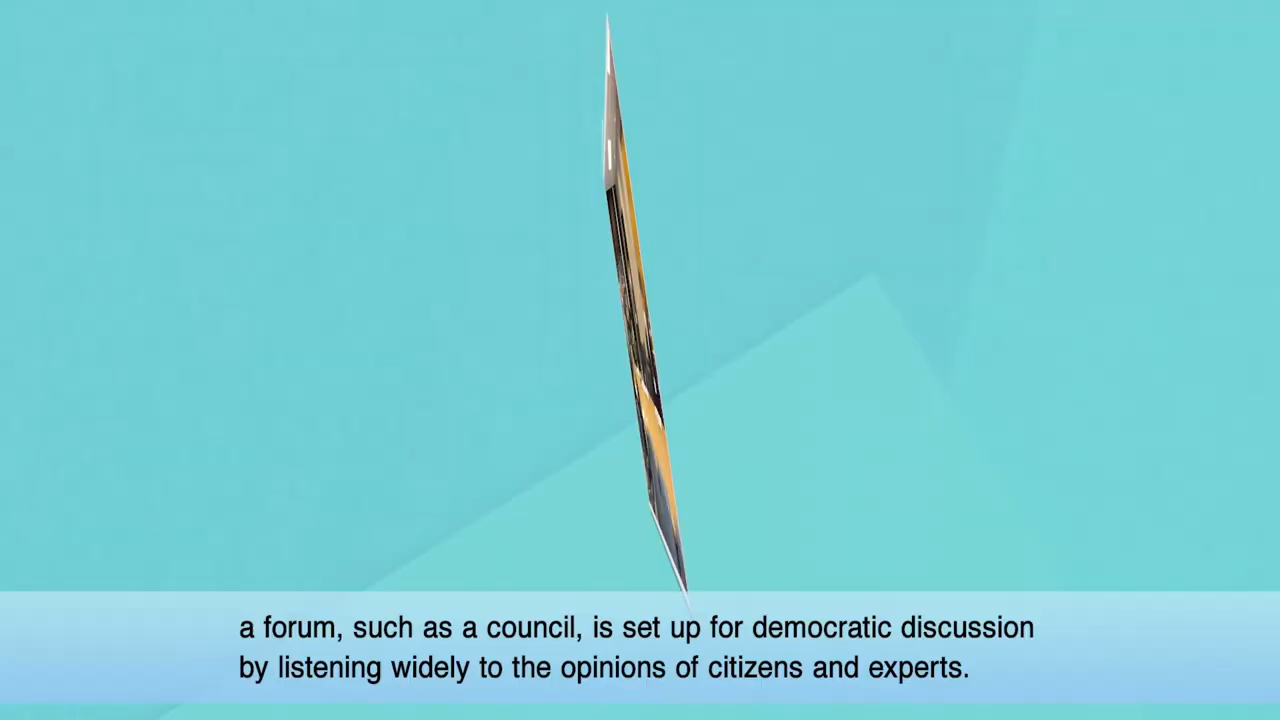 a forum, such as a council, is set up for democratic discussion
by listening widely to the opinions of citizens and experts.